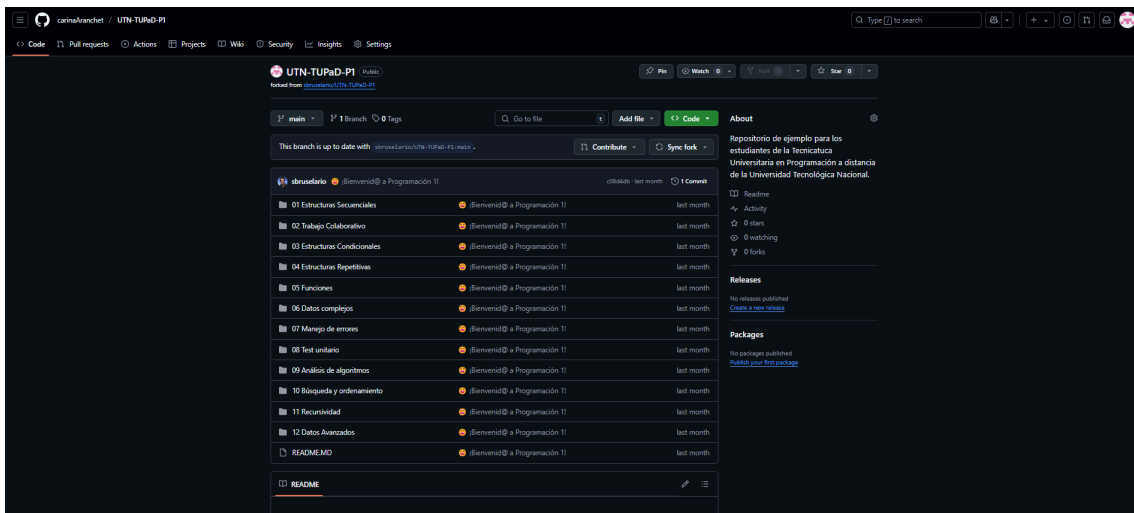 carinaAranchet / UTN-TUPaD-P1
Type / to search
Code Pull requests Actions Projects Wiki Security Insights Settings
UTN-TUPaD-P1 Public
Pin Watch 0 Fork 0 Star 0
forked from sbruselario/UTN-TUPaD-P1
main 1 Branch 0 Tags
Go to file t Add file Code
This branch is up to date with sbruselario/UTN-TUPaD-P1:main .
Contribute Sync fork
sbruselario 😀 ¡Bienvenid@ a Programación 1! c08d4db · last month 1 Commit
01 Estructuras Secuenciales 😀 ¡Bienvenid@ a Programación 1! last month
02 Trabajo Colaborativo 😀 ¡Bienvenid@ a Programación 1! last month
03 Estructuras Condicionales 😀 ¡Bienvenid@ a Programación 1! last month
04 Estructuras Repetitivas 😀 ¡Bienvenid@ a Programación 1! last month
05 Funciones 😀 ¡Bienvenid@ a Programación 1! last month
06 Datos complejos 😀 ¡Bienvenid@ a Programación 1! last month
07 Manejo de errores 😀 ¡Bienvenid@ a Programación 1! last month
08 Test unitario 😀 ¡Bienvenid@ a Programación 1! last month
09 Análisis de algoritmos 😀 ¡Bienvenid@ a Programación 1! last month
10 Búsqueda y ordenamiento 😀 ¡Bienvenid@ a Programación 1! last month
11 Recursividad 😀 ¡Bienvenid@ a Programación 1! last month
12 Datos Avanzados 😀 ¡Bienvenid@ a Programación 1! last month
README.MD 😀 ¡Bienvenid@ a Programación 1! last month
README
About
Repositorio de ejemplo para los
estudiantes de la Tecnicatuca
Universitaria en Programación a distancia
de la Universidad Tecnológica Nacional.
Readme
Activity
0 stars
0 watching
0 forks
Releases
No releases published
Create a new release
Packages
No packages published
Publish your first package